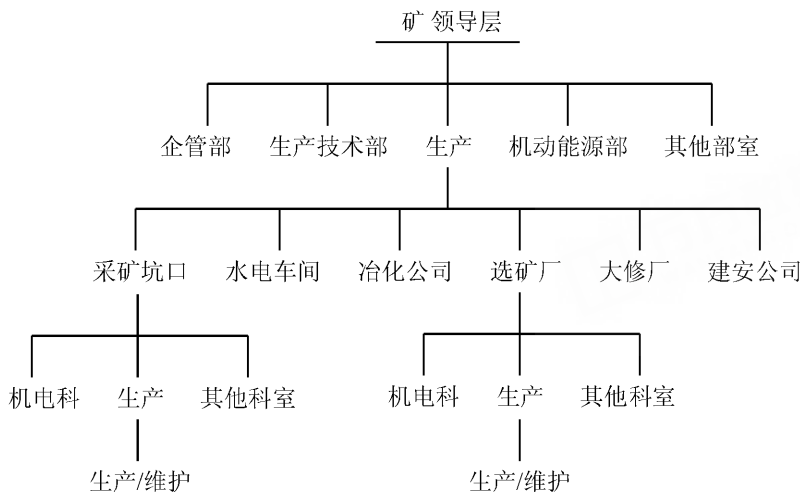 矿 领导层
企管部 生产技术部 生产 机动能源部 其他部室
采矿坑口 水电车间 冶化公司 选矿厂 大修厂 建安公司
机电科 生产 其他科室 机电科 生产 其他科室
生产/维护 生产/维护